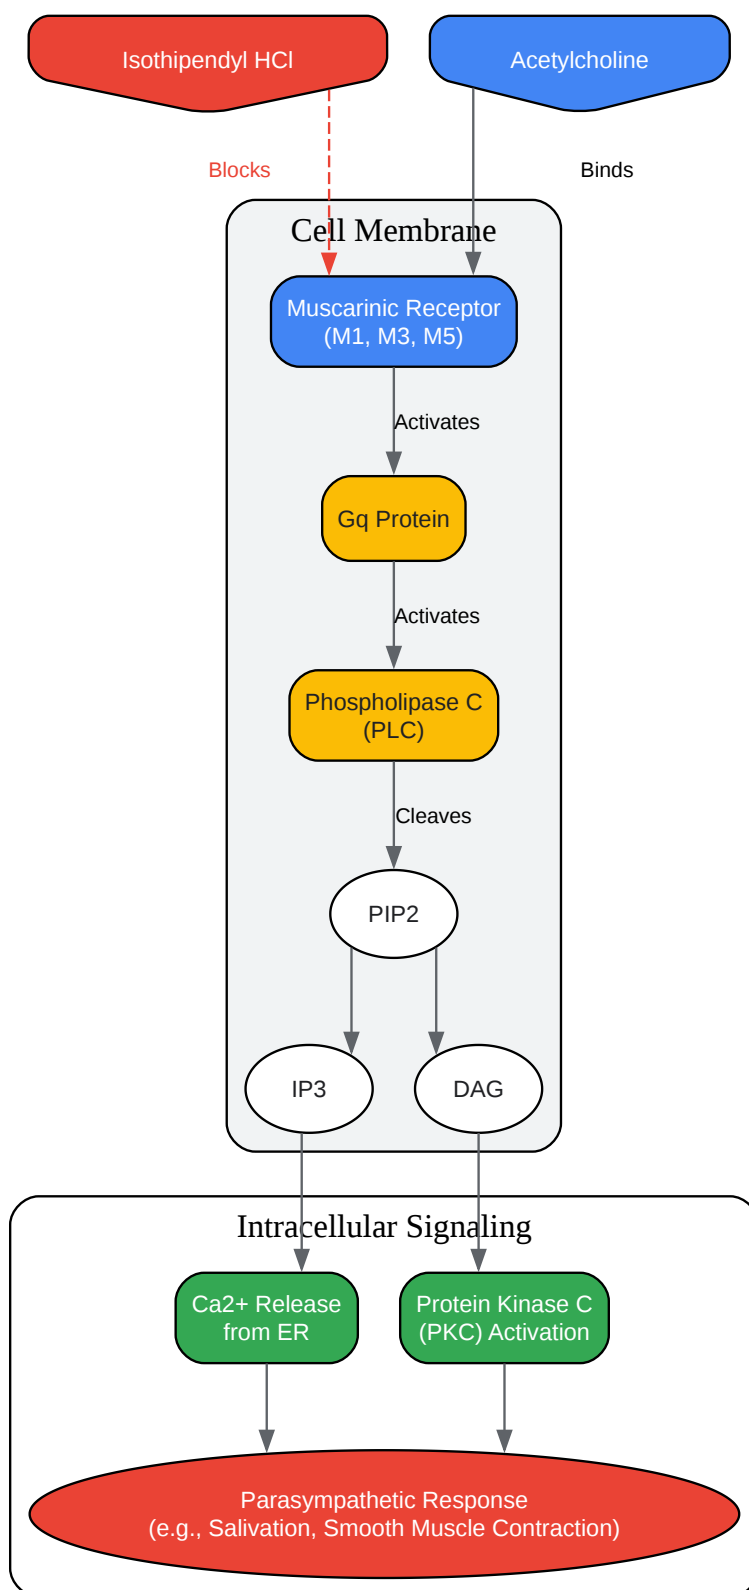 Isothipendyl HCl
Acetylcholine
Blocks
Binds
Cell Membrane
Muscarinic Receptor
(M1, M3, M5)
Activates
Gq Protein
Activates
Phospholipase C
(PLC)
Cleaves
PIP2
IP3
DAG
Intracellular Signaling
Ca2+ Release
from ER
Protein Kinase C
(PKC) Activation
Parasympathetic Response
(e.g., Salivation, Smooth Muscle Contraction)